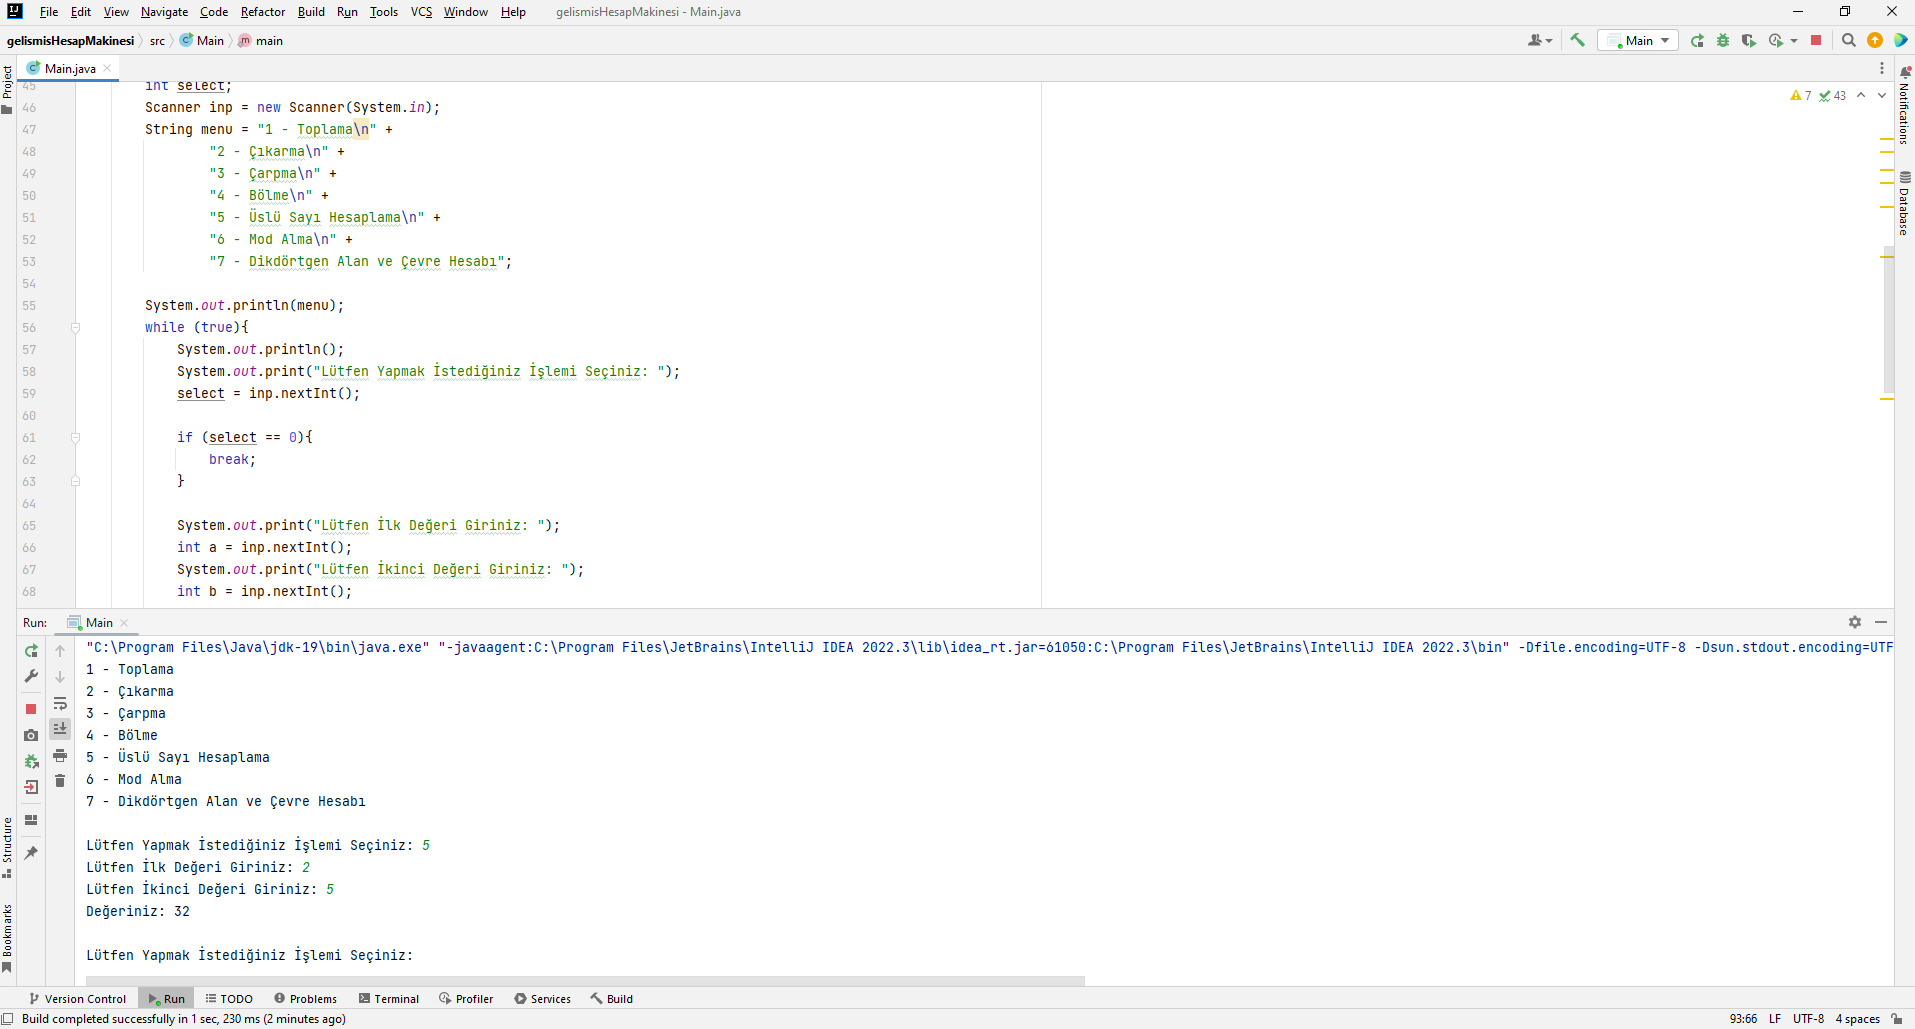 File Edit View Navigate Code Refactor Build Run Tools VCS Window Help gelismisHesapMakinesi - Main.java
gelismisHesapMakinesi src Main main
Main
Project
Main.java
7 43
Notifications
Database
45 int select;
46 Scanner inp = new Scanner(System.in);
47 String menu = "1 - Toplama\n" +
48 "2 - Çıkarma\n" +
49 "3 - Çarpma\n" +
50 "4 - Bölme\n" +
51 "5 - Üslü Sayı Hesaplama\n" +
52 "6 - Mod Alma\n" +
53 "7 - Dikdörtgen Alan ve Çevre Hesabı";
54
55 System.out.println(menu);
56 while (true){
57 System.out.println();
58 System.out.print("Lütfen Yapmak İstediğiniz İşlemi Seçiniz: ");
59 select = inp.nextInt();
60
61 if (select == 0){
62 break;
63 }
64
65 System.out.print("Lütfen İlk Değeri Giriniz: ");
66 int a = inp.nextInt();
67 System.out.print("Lütfen İkinci Değeri Giriniz: ");
68 int b = inp.nextInt();
Run: Main
"C:\Program Files\Java\jdk-19\bin\java.exe" "-javaagent:C:\Program Files\JetBrains\IntelliJ IDEA 2022.3\lib\idea_rt.jar=61050:C:\Program Files\JetBrains\IntelliJ IDEA 2022.3\bin" -Dfile.encoding=UTF-8 -Dsun.stdout.encoding=UTF
1 - Toplama
2 - Çıkarma
3 - Çarpma
4 - Bölme
5 - Üslü Sayı Hesaplama
6 - Mod Alma
7 - Dikdörtgen Alan ve Çevre Hesabı
Lütfen Yapmak İstediğiniz İşlemi Seçiniz: 5
Lütfen İlk Değeri Giriniz: 2
Lütfen İkinci Değeri Giriniz: 5
Değeriniz: 32
Lütfen Yapmak İstediğiniz İşlemi Seçiniz:
Structure
Bookmarks
Version Control Run TODO Problems Terminal Profiler Services Build
Build completed successfully in 1 sec, 230 ms (2 minutes ago) 93:66 LF UTF-8 4 spaces